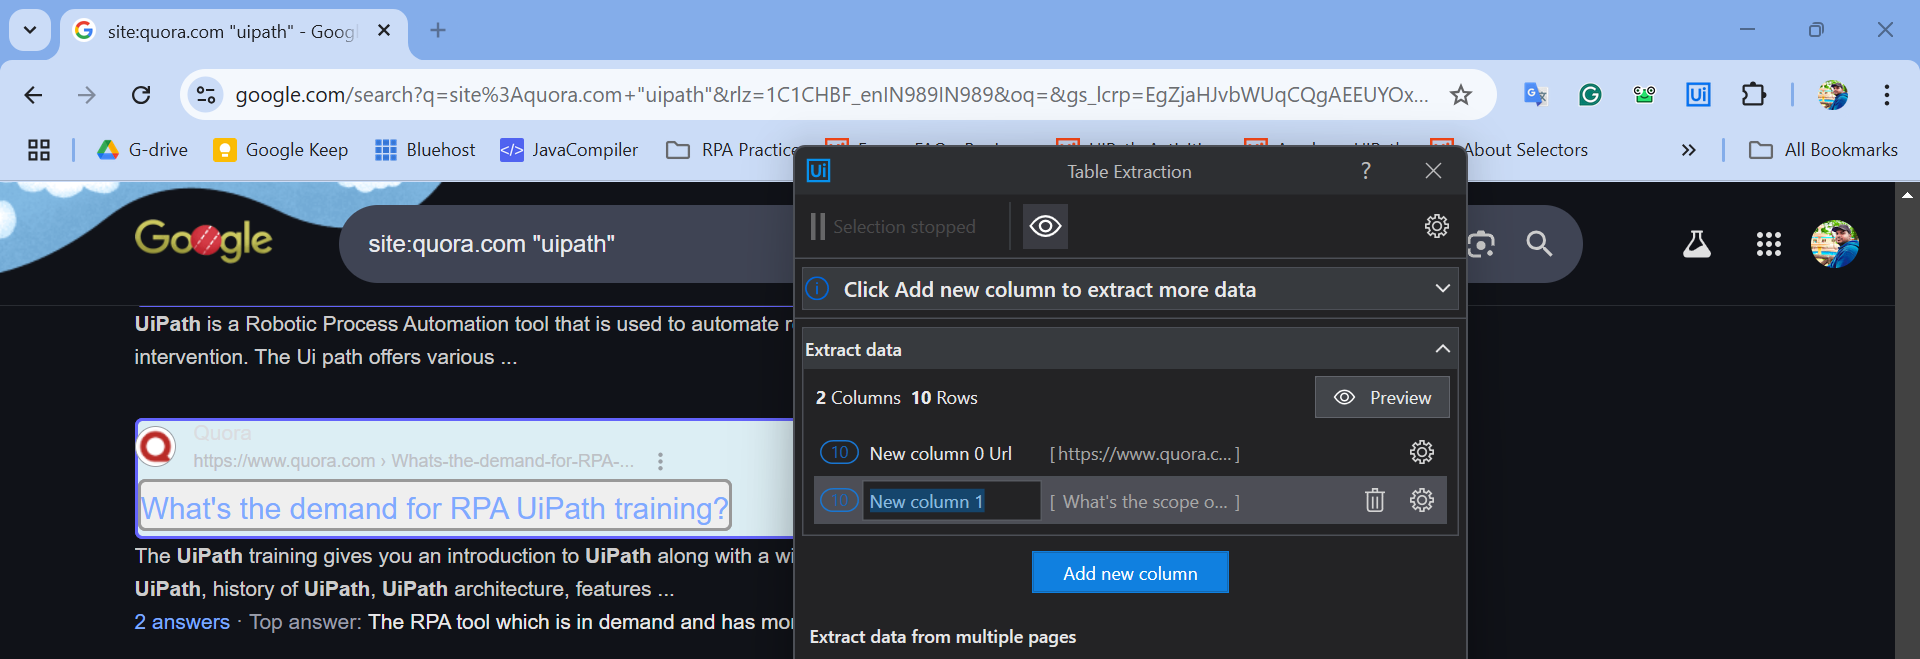 site:quora.com "uipath" - Goog
google.com/search?q=site%3Aquora.com+"uipath"&rlz=1C1CHBF_enIN989IN989&oq=&gs_lcrp=EgZjaHJvbWUqCQgAEEUYOx...
G-drive
Google Keep
Bluehost
JavaCompiler
RPA Practice
About Selectors
All Bookmarks
Google
site:quora.com "uipath"
UiPath is a Robotic Process Automation tool that is used to automate r
intervention. The Ui path offers various ...
Quora
https://www.quora.com › Whats-the-demand-for-RPA-...
What's the demand for RPA UiPath training?
The UiPath training gives you an introduction to UiPath along with a wi
UiPath, history of UiPath, UiPath architecture, features ...
2 answers · Top answer: The RPA tool which is in demand and has mor
Ui
Table Extraction
?
Selection stopped
Click Add new column to extract more data
Extract data
2 Columns 10 Rows
Preview
10 New column 0 Url [ https://www.quora.c... ]
10 New column 1 [ What's the scope o... ]
Add new column
Extract data from multiple pages